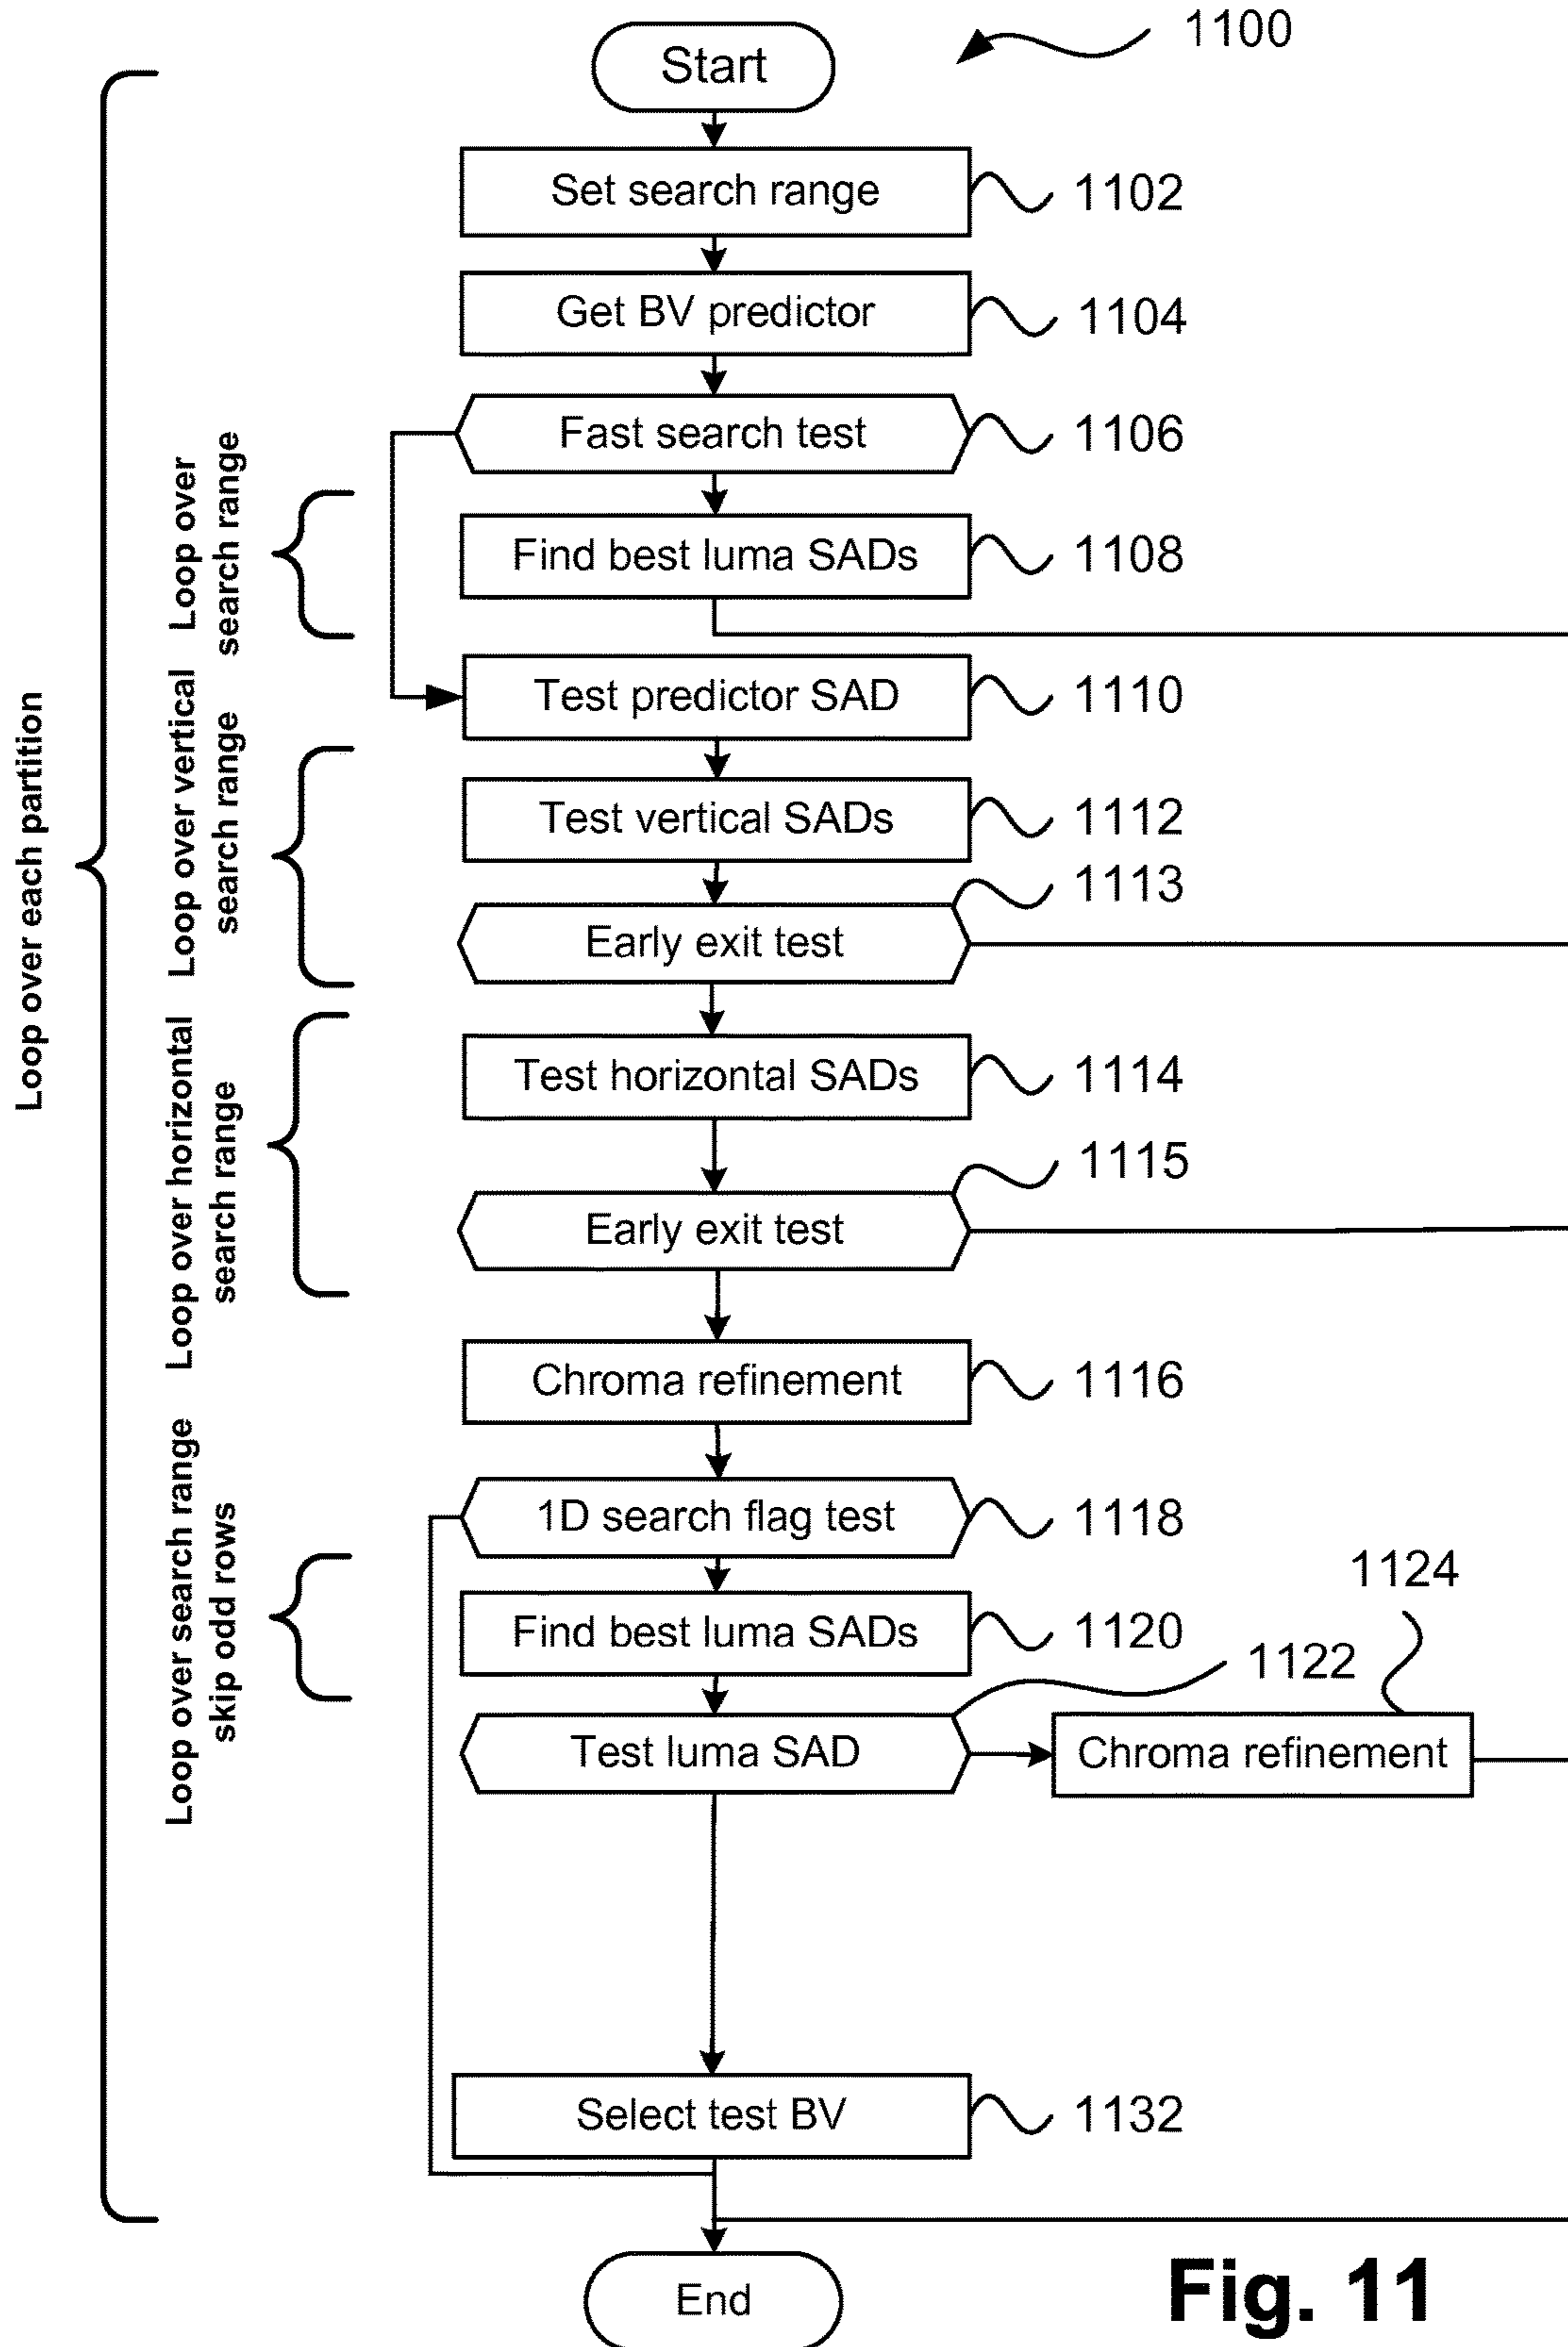 1100
Start
Set search range
1102
Get BV predictor
1104
Fast search test
1106
Loop over
search range
Find best luma SADs
1108
Test predictor SAD
1110
Loop over each partition
Loop over vertical
search range
Test vertical SADs
1112
1113
Early exit test
Loop over horizontal
search range
Test horizontal SADs
1114
1115
Early exit test
Chroma refinement
1116
Loop over search range
skip odd rows
1D search flag test
1118
1124
Find best luma SADs
1120
1122
Test luma SAD
Chroma refinement
Select test BV
1132
End
Fig. 11